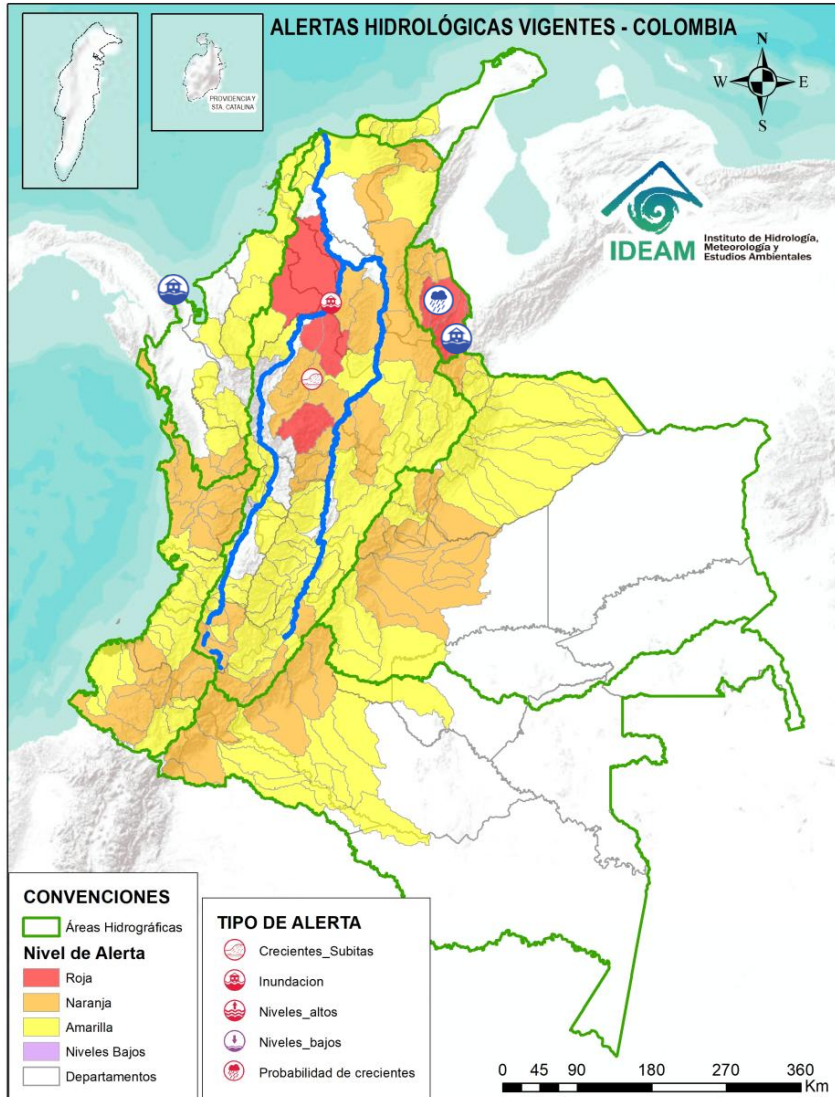 ALERTAS HIDROLÓGICAS VIGENTES - COLOMBIA
PROVIDENCIA Y
STA. CATALINA
N
W
E
S
IDEAM
Instituto de Hidrología,
Meteorología y
Estudios Ambientales
CONVENCIONES
Áreas Hidrográficas
Nivel de Alerta
Roja
Naranja
Amarilla
Niveles Bajos
Departamentos
TIPO DE ALERTA
Crecientes_Subitas
Inundacion
Niveles_altos
Niveles_bajos
Probabilidad de crecientes
0 45 90 180 270 360
Km